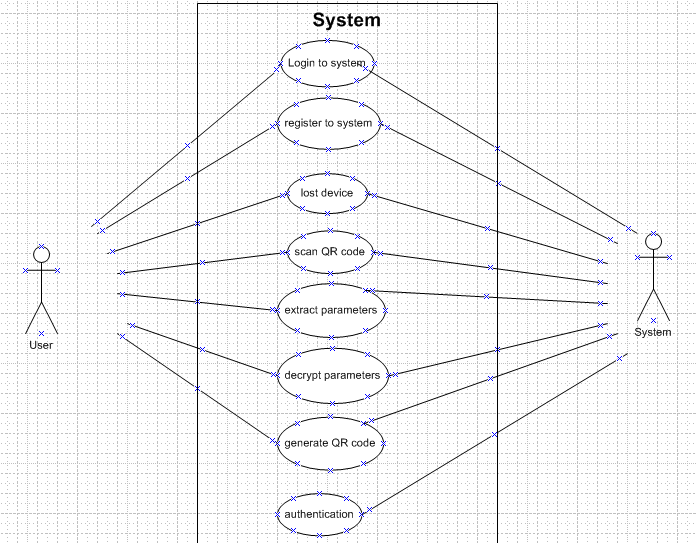 System
Login to system
register to system
lost device
scan QR code
extract parameters
decrypt parameters
generate QR code
authentication
User
System